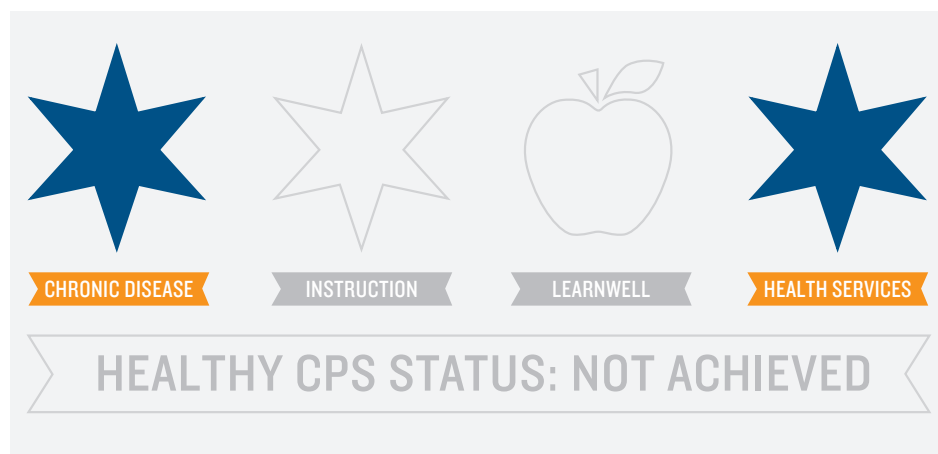 CHRONIC DISEASE
INSTRUCTION
LEARNWELL
HEALTH SERVICES
HEALTHY CPS STATUS: NOT ACHIEVED